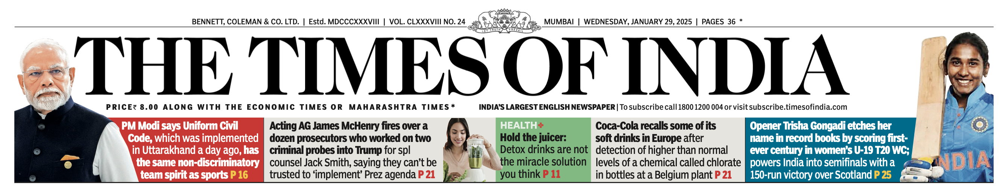 BENNETT, COLEMAN & CO. LTD. | Estd. MDCCCXXXVIII | VOL. CLXXXVIII NO. 24
LET TRUTH PREVAIL
MUMBAI | WEDNESDAY, JANUARY 29, 2025 | PAGES 36 *
THE TIMES OF INDIA
PRICE₹ 8.00 ALONG WITH THE ECONOMIC TIMES OR MAHARASHTRA TIMES*
INDIA'S LARGEST ENGLISH NEWSPAPER | To subscribe call 1800 1200 004 or visit subscribe.timesofindia.com
PM Modi says Uniform Civil
Code, which was implemented
in Uttarakhand a day ago, has
the same non-discriminatory
team spirit as sports P 16
Acting AG James McHenry fires over a
dozen prosecutors who worked on two
criminal probes into Trump for spl
counsel Jack Smith, saying they can't be
trusted to 'implement' Prez agenda P 21
HEALTH+
Hold the juicer:
Detox drinks are not
the miracle solution
you think P 11
Coca-Cola recalls some of its
soft drinks in Europe after
detection of higher than normal
levels of a chemical called chlorate
in bottles at a Belgium plant P 21
Opener Trisha Gongadi etches her
name in record books by scoring first-
ever century in women's U-19 T20 WC;
powers India into semifinals with a
150-run victory over Scotland P 25
INDIA